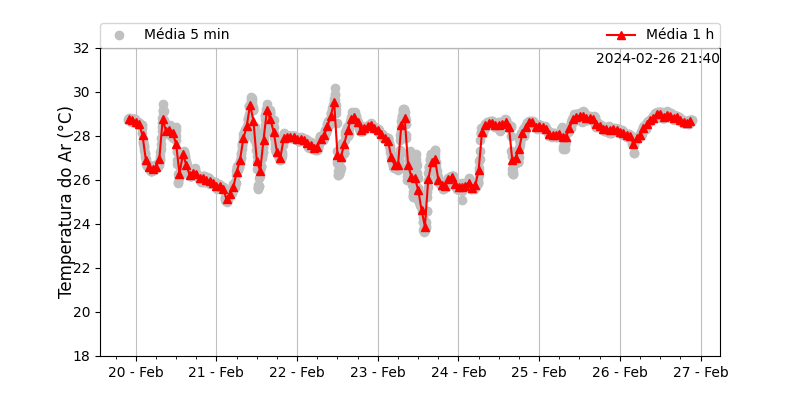 Média 5 min
Média 1 h
2024-02-26 21:40
Temperatura do Ar (°C)
32
30
28
26
24
22
20
18
20 - Feb
21 - Feb
22 - Feb
23 - Feb
24 - Feb
25 - Feb
26 - Feb
27 - Feb